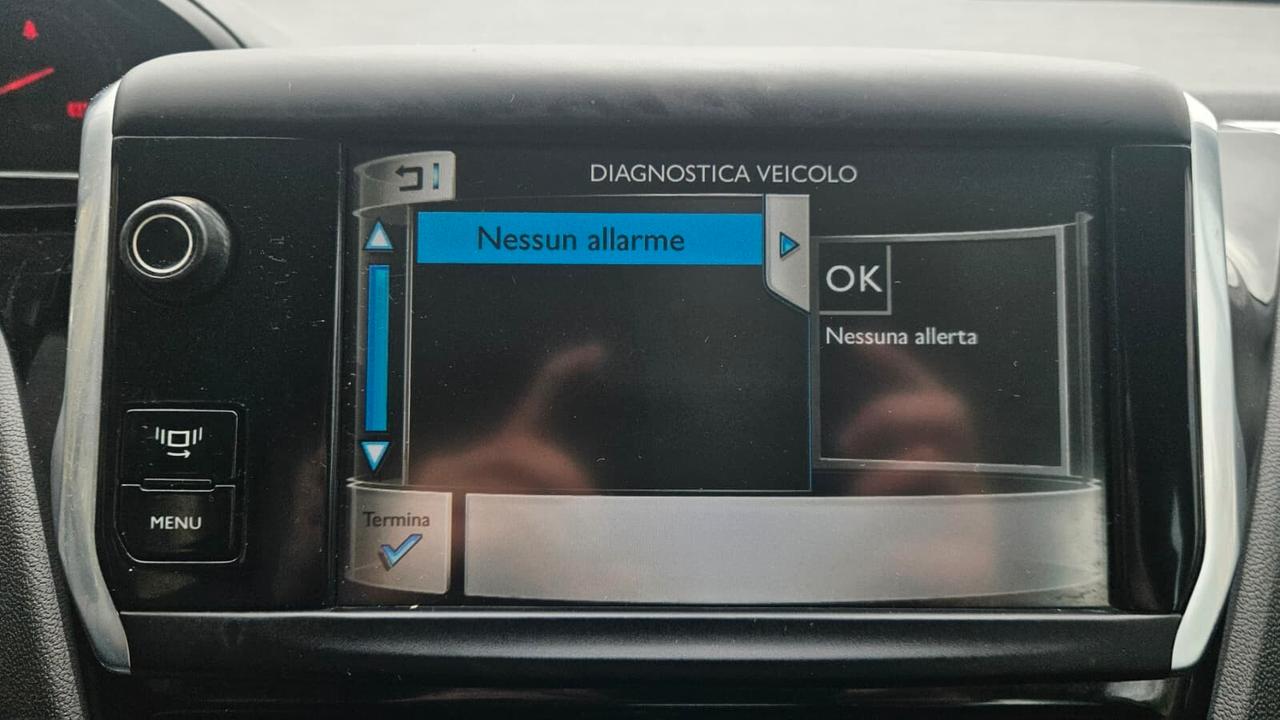 DIAGNOSTICA VEICOLO
Nessun allarme
OK
Nessuna allerta
MENU
Termina